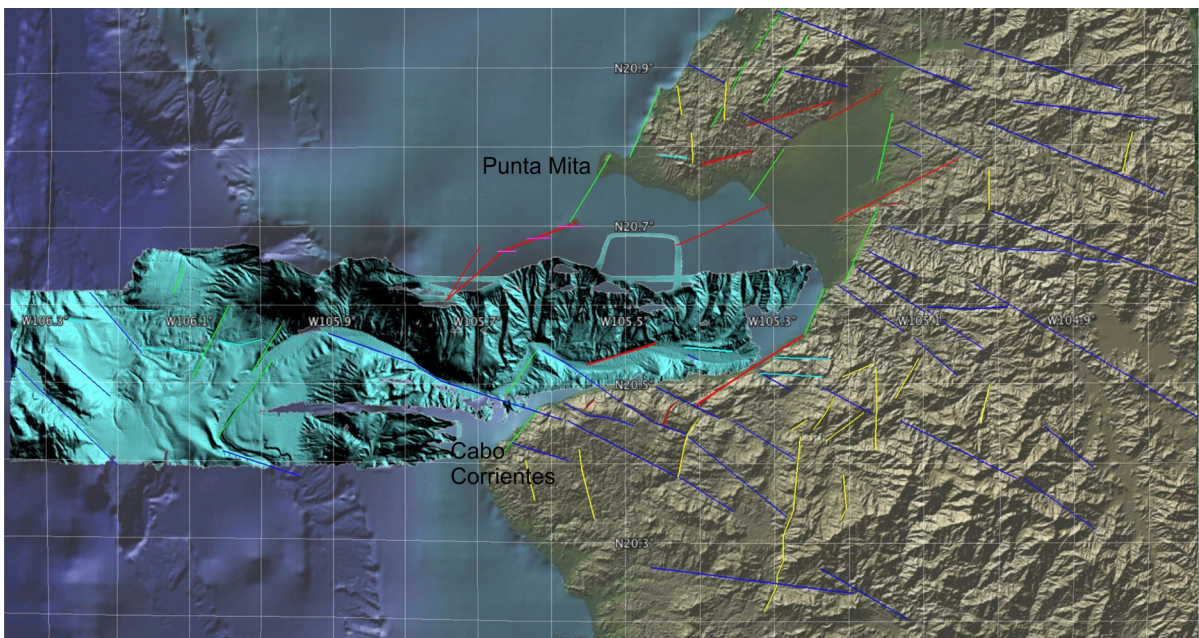 N20.9°
Punta Mita
N20.7°
W106.3°
W106.1°
W105.9°
W105.7°
W105.5°
W105.3°
W105.1°
W104.9°
N20.5°
Cabo
Corrientes
N20.3°